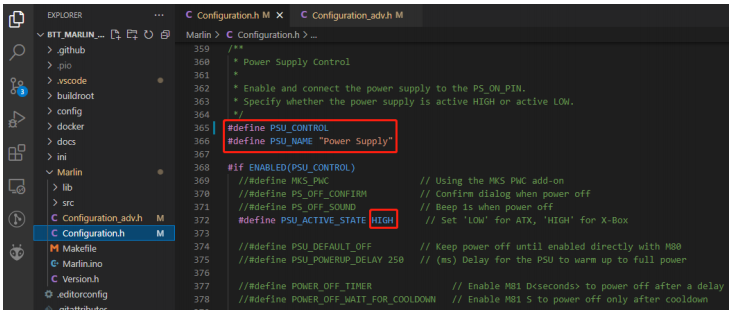 EXPLORER
BTT_MARLIN_...
> .github
> .pio
> .vscode
> buildroot
> config
> docker
> docs
> ini
Marlin
> lib
> src
C Configuration_adv.h M
C Configuration.h M
M Makefile
Marlin.ino
C Version.h
.editorconfig
.gitattributes
3
C Configuration.h M X C Configuration_adv.h M
Marlin > C Configuration.h > ...
359 /**
360 * Power Supply Control
361 *
362 * Enable and connect the power supply to the PS_ON_PIN.
363 * Specify whether the power supply is active HIGH or active LOW.
364 */
365 #define PSU_CONTROL
366 #define PSU_NAME "Power Supply"
367
368 #if ENABLED(PSU_CONTROL)
369 //#define MKS_PWC // Using the MKS PWC add-on
370 //#define PS_OFF_CONFIRM // Confirm dialog when power off
371 //#define PS_OFF_SOUND // Beep 1s when power off
372 #define PSU_ACTIVE_STATE HIGH // Set 'LOW' for ATX, 'HIGH' for X-Box
373
374 //#define PSU_DEFAULT_OFF // Keep power off until enabled directly with M80
375 //#define PSU_POWERUP_DELAY 250 // (ms) Delay for the PSU to warm up to full power
376
377 //#define POWER_OFF_TIMER // Enable M81 D<seconds> to power off after a delay
378 //#define POWER_OFF_WAIT_FOR_COOLDOWN // Enable M81 S to power off only after cooldown